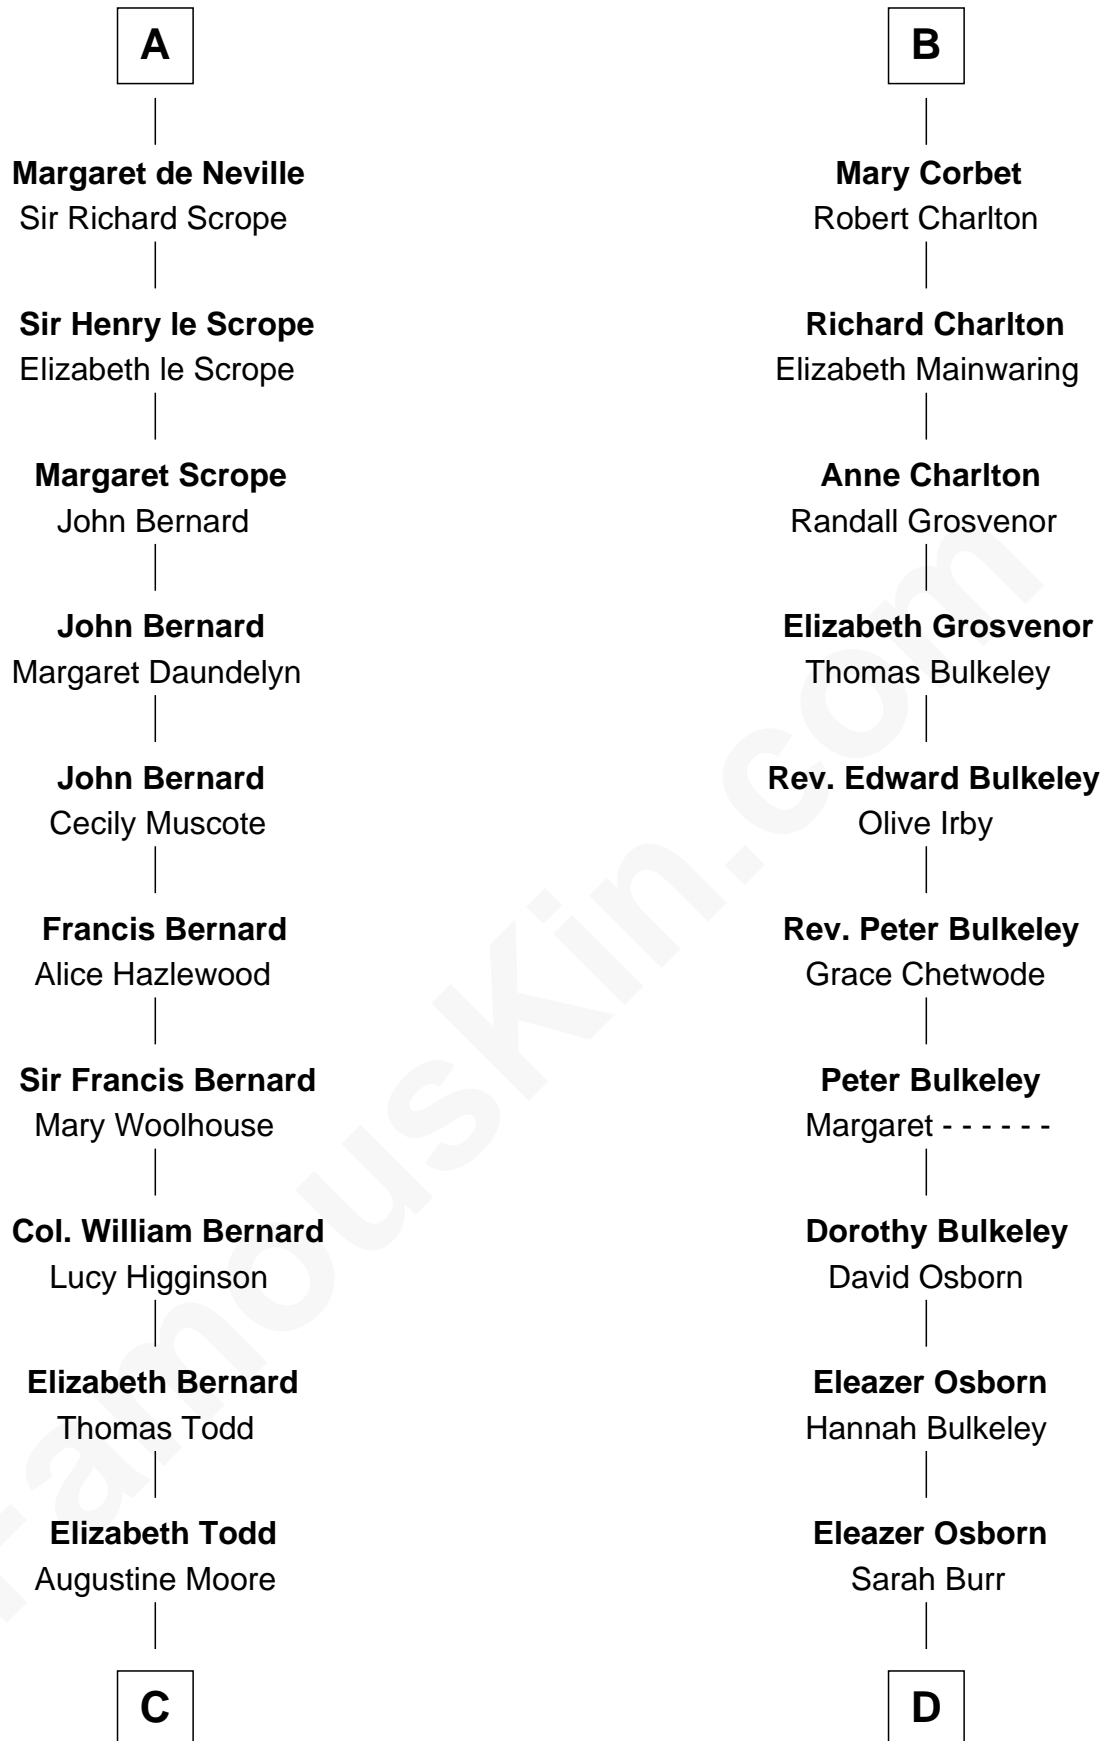 A
Margaret de Neville
Sir Richard Scrope
Sir Henry le Scrope
Elizabeth le Scrope
Margaret Scrope
John Bernard
John Bernard
Margaret Daundelyn
John Bernard
Cecily Muscote
Francis Bernard
Alice Hazlewood
Sir Francis Bernard
Mary Woolhouse
Col. William Bernard
Lucy Higginson
Elizabeth Bernard
Thomas Todd
Elizabeth Todd
Augustine Moore
C
B
Mary Corbet
Robert Charlton
Richard Charlton
Elizabeth Mainwaring
Anne Charlton
Randall Grosvenor
Elizabeth Grosvenor
Thomas Bulkeley
Rev. Edward Bulkeley
Olive Irby
Rev. Peter Bulkeley
Grace Chetwode
Peter Bulkeley
Margaret - - - - - -
Dorothy Bulkeley
David Osborn
Eleazer Osborn
Hannah Bulkeley
Eleazer Osborn
Sarah Burr
D
FamousKin.com